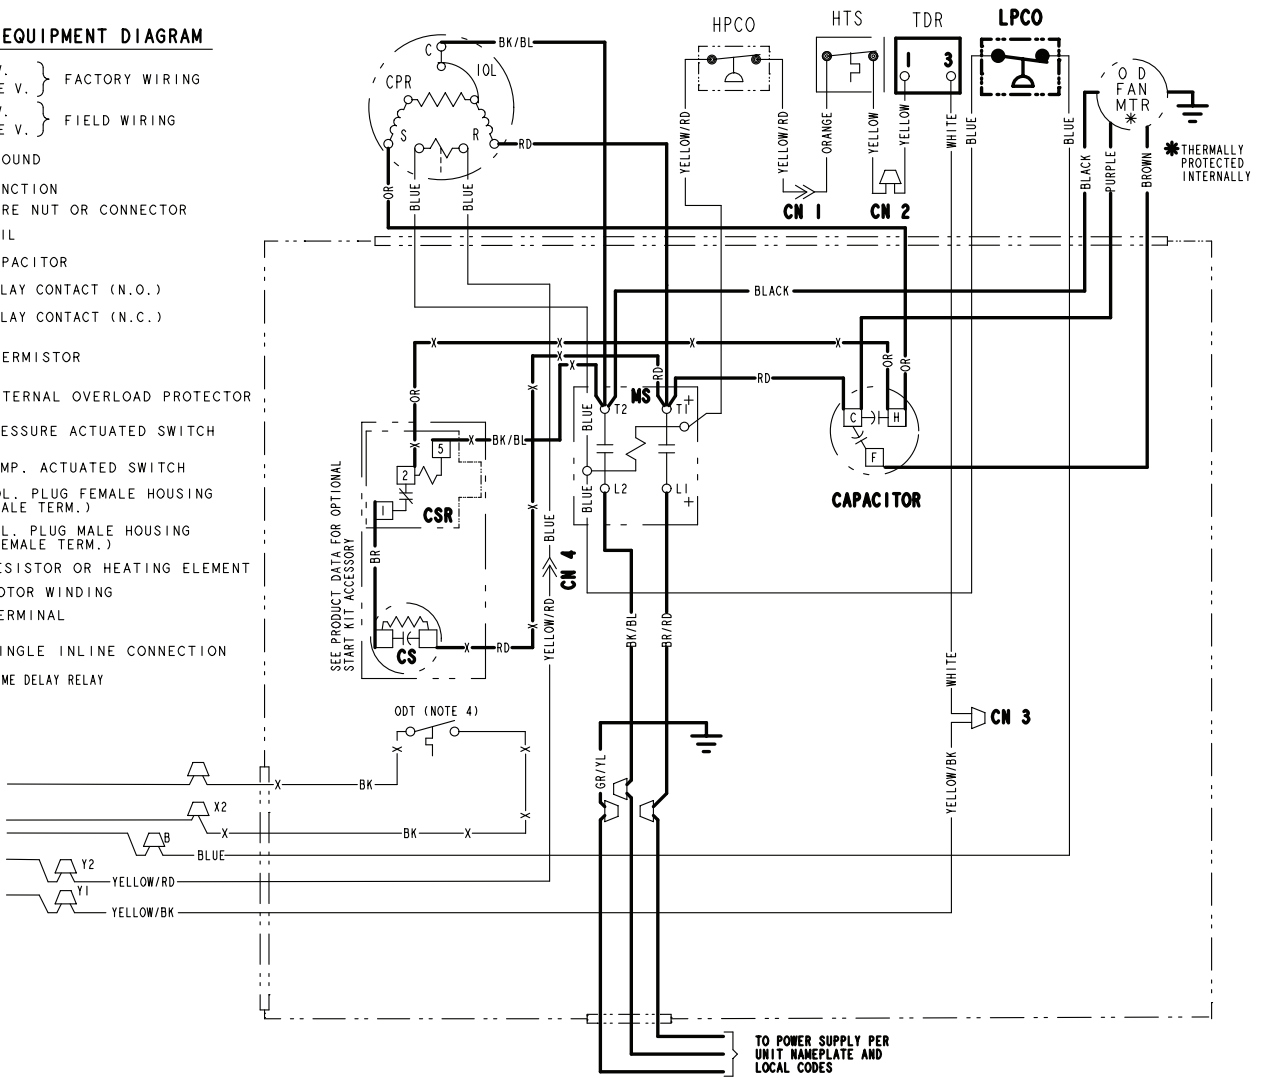 EQUIPMENT DIAGRAM
V.
E V.
FACTORY WIRING
V.
E V.
FIELD WIRING
OUND
NCTION
RE NUT OR CONNECTOR
IL
PACITOR
LAY CONTACT (N.O.)
LAY CONTACT (N.C.)
ERMISTOR
TERNAL OVERLOAD PROTECTOR
ESSURE ACTUATED SWITCH
MP. ACTUATED SWITCH
OL. PLUG FEMALE HOUSING
ALE TERM.)
L. PLUG MALE HOUSING
EMALE TERM.)
ESISTOR OR HEATING ELEMENT
OTOR WINDING
ERMINAL
INGLE INLINE CONNECTION
ME DELAY RELAY
C
BK/BL
IOL
CPR
S
R
RD
OR
BLUE
BLUE
HPCO
HTS
TDR
LPCO
1
3
YELLOW/RD
YELLOW/RD
ORANGE
YELLOW
YELLOW
WHITE
BLUE
BLUE
CN 1
CN 2
O D
FAN
MTR
*
BLACK
PURPLE
BROWN
*THERMALLY
PROTECTED
INTERNALLY
BLACK
X
X
X
X
X
X
OR
OR
OR
X
X
RD
RD
MS
+
T2
T1
BLUE
C
H
F
CAPACITOR
X
BK/BL
5
2
1
CSR
X
L2
L1
+
BLUE
BLUE
CN 4
SEE PRODUCT DATA FOR OPTIONAL
START KIT ACCESSORY
BR
CS
X
X
RD
YELLOW/RD
BK/BL
BR/RD
WHITE
CN 3
YELLOW/BK
ODT (NOTE 4)
X
X
GR/YL
X
BK
X2
X
BK
X
X
B
BLUE
Y2
YELLOW/RD
Y1
YELLOW/BK
TO POWER SUPPLY PER
UNIT NAMEPLATE AND
LOCAL CODES